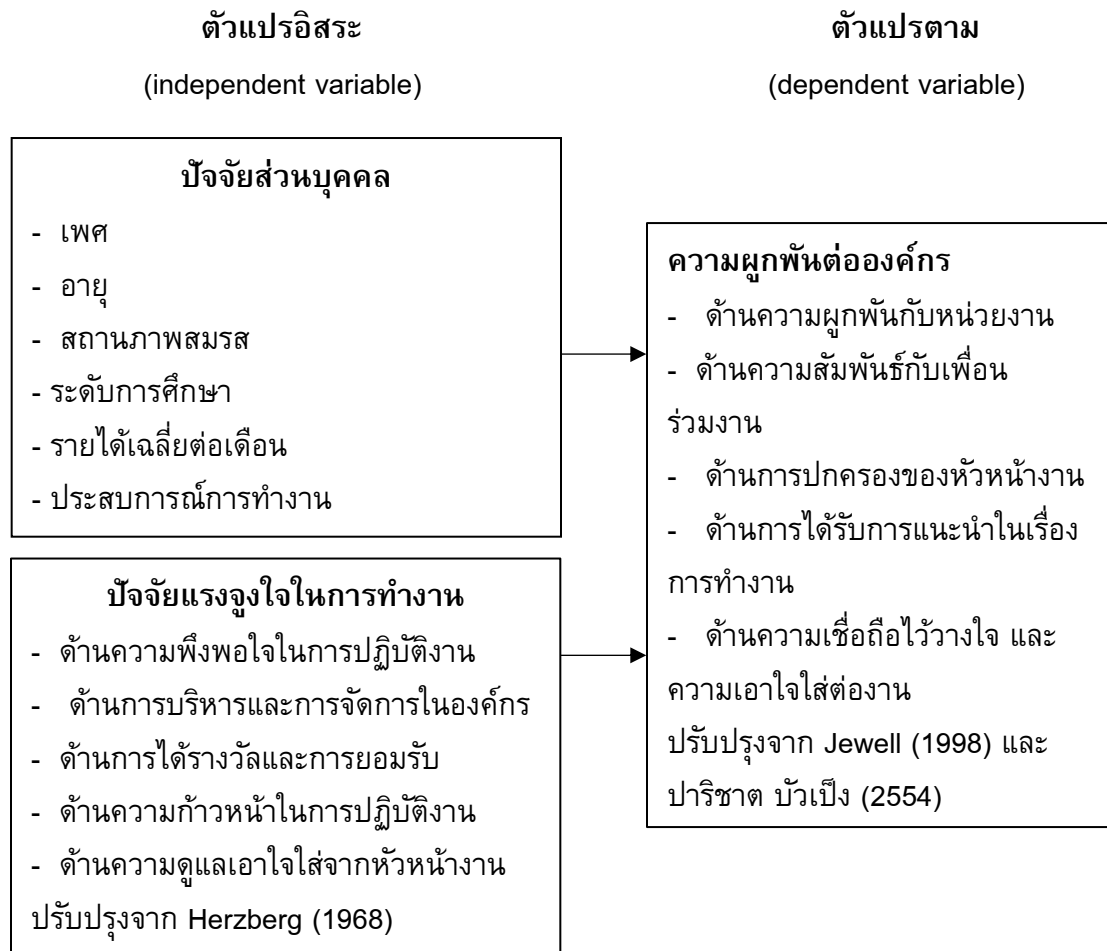 ตัวแปรอิสระ
(independent variable)
ตัวแปรตาม
(dependent variable)
ปัจจัยส่วนบุคคล
- เพศ
- อายุ
- สถานภาพสมรส
- ระดับการศึกษา
- รายได้เฉลี่ยต่อเดือน
- ประสบการณ์การทำงาน
ปัจจัยแรงจูงใจในการทำงาน
- ด้านความพึงพอใจในการปฏิบัติงาน
- ด้านการบริหารและการจัดการในองค์กร
- ด้านการได้รางวัลและการยอมรับ
- ด้านความก้าวหน้าในการปฏิบัติงาน
- ด้านความดูแลเอาใจใส่จากหัวหน้างาน
ปรับปรุงจาก Herzberg (1968)
ความผูกพันต่อองค์กร
- ด้านความผูกพันกับหน่วยงาน
- ด้านความสัมพันธ์กับเพื่อน
ร่วมงาน
- ด้านการปกครองของหัวหน้างาน
- ด้านการได้รับการแนะนำในเรื่อง
การทำงาน
- ด้านความเชื่อถือไว้วางใจ และ
ความเอาใจใส่ต่องาน
ปรับปรุงจาก Jewell (1998) และ
ปาริชาต บัวเป็ง (2554)